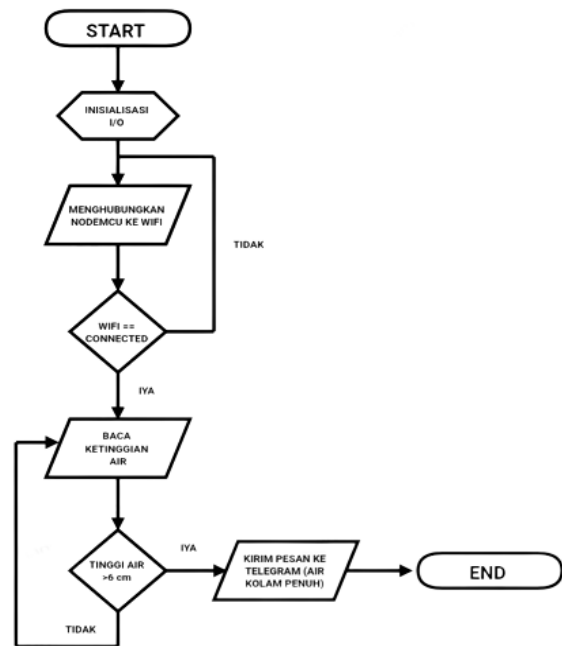 START
INISIALISASI
I/O
MENGHUBUNGKAN
NODEMCU KE WIFI
TIDAK
WIFI ==
CONNECTED
IYA
BACA
KETINGGIAN
AIR
TINGGI AIR
>6 cm
IYA
KIRIM PESAN KE
TELEGRAM (AIR
KOLAM PENUH)
END
TIDAK